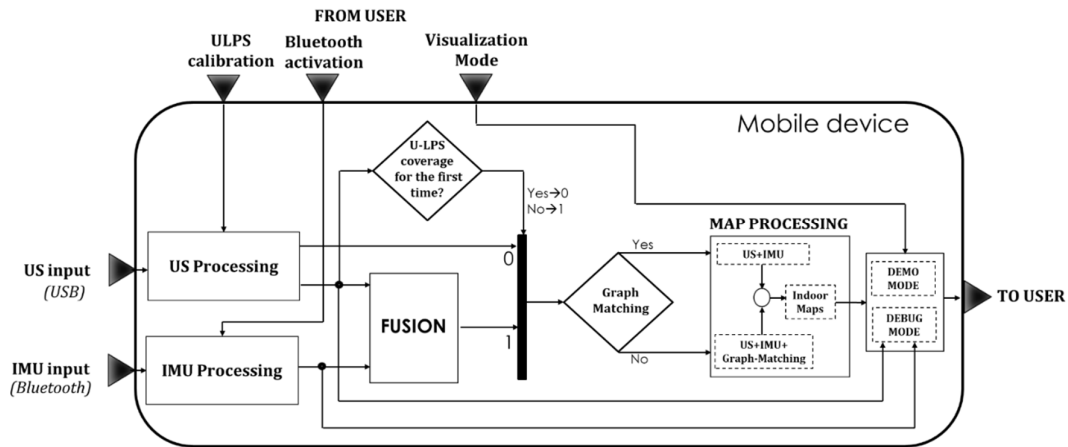 FROM USER
ULPS
calibration
Bluetooth
activation
Visualization
Mode
Mobile device
U-LPS
coverage
for the first
time?
Yes→0
No→1
US input
(USB)
US Processing
0
FUSION
1
IMU input
(Bluetooth)
IMU Processing
Graph
Matching
Yes
No
MAP PROCESSING
US+IMU
Indoor
Maps
US+IMU+
Graph-Matching
DEMO
MODE
DEBUG
MODE
TO USER